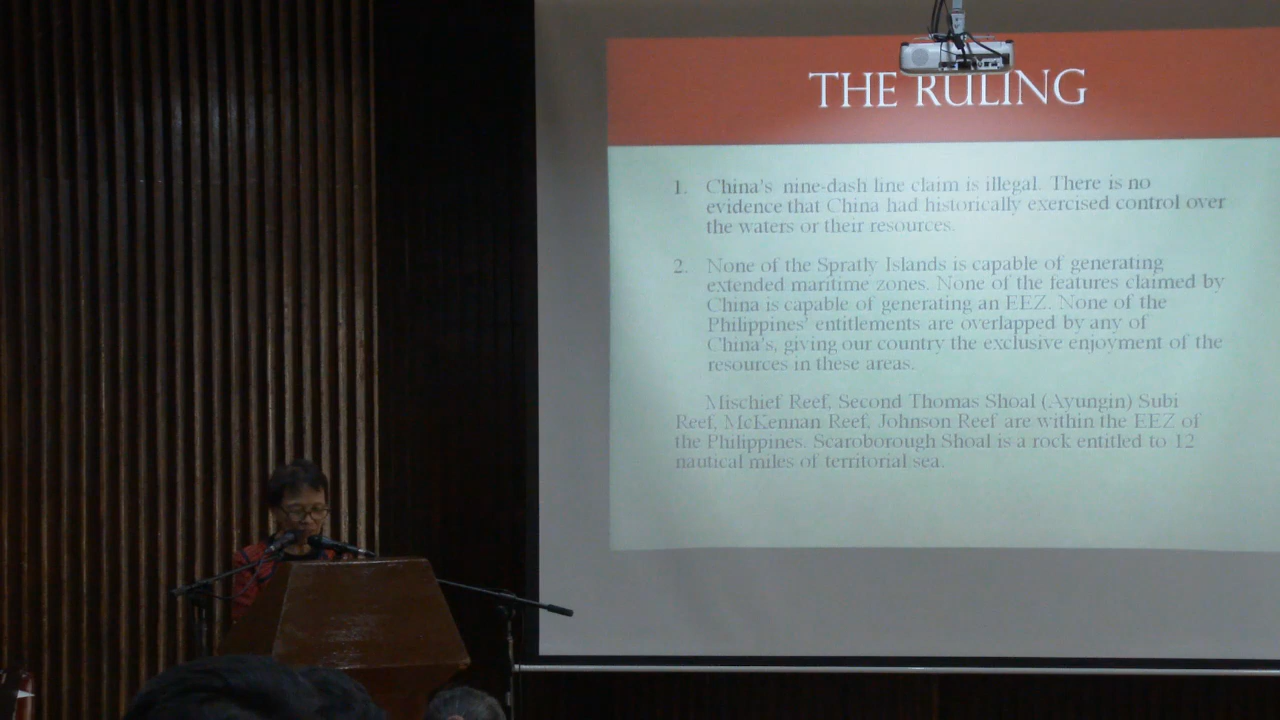 THE RULING
1. China's nine-dash line claim is illegal. There is no
evidence that China had historically exercised control over
the waters or their resources.
2. None of the Spratly Islands is capable of generating
extended maritime zones. None of the features claimed by
China is capable of generating an EEZ. None of the
Philippines' entitlements are overlapped by any of
China's, giving our country the exclusive enjoyment of the
resources in these areas.
Mischief Reef, Second Thomas Shoal (Ayungin) Subi
Reef, McKennan Reef, Johnson Reef are within the EEZ of
the Philippines. Scaroborough Shoal is a rock entitled to 12
nautical miles of territorial sea.